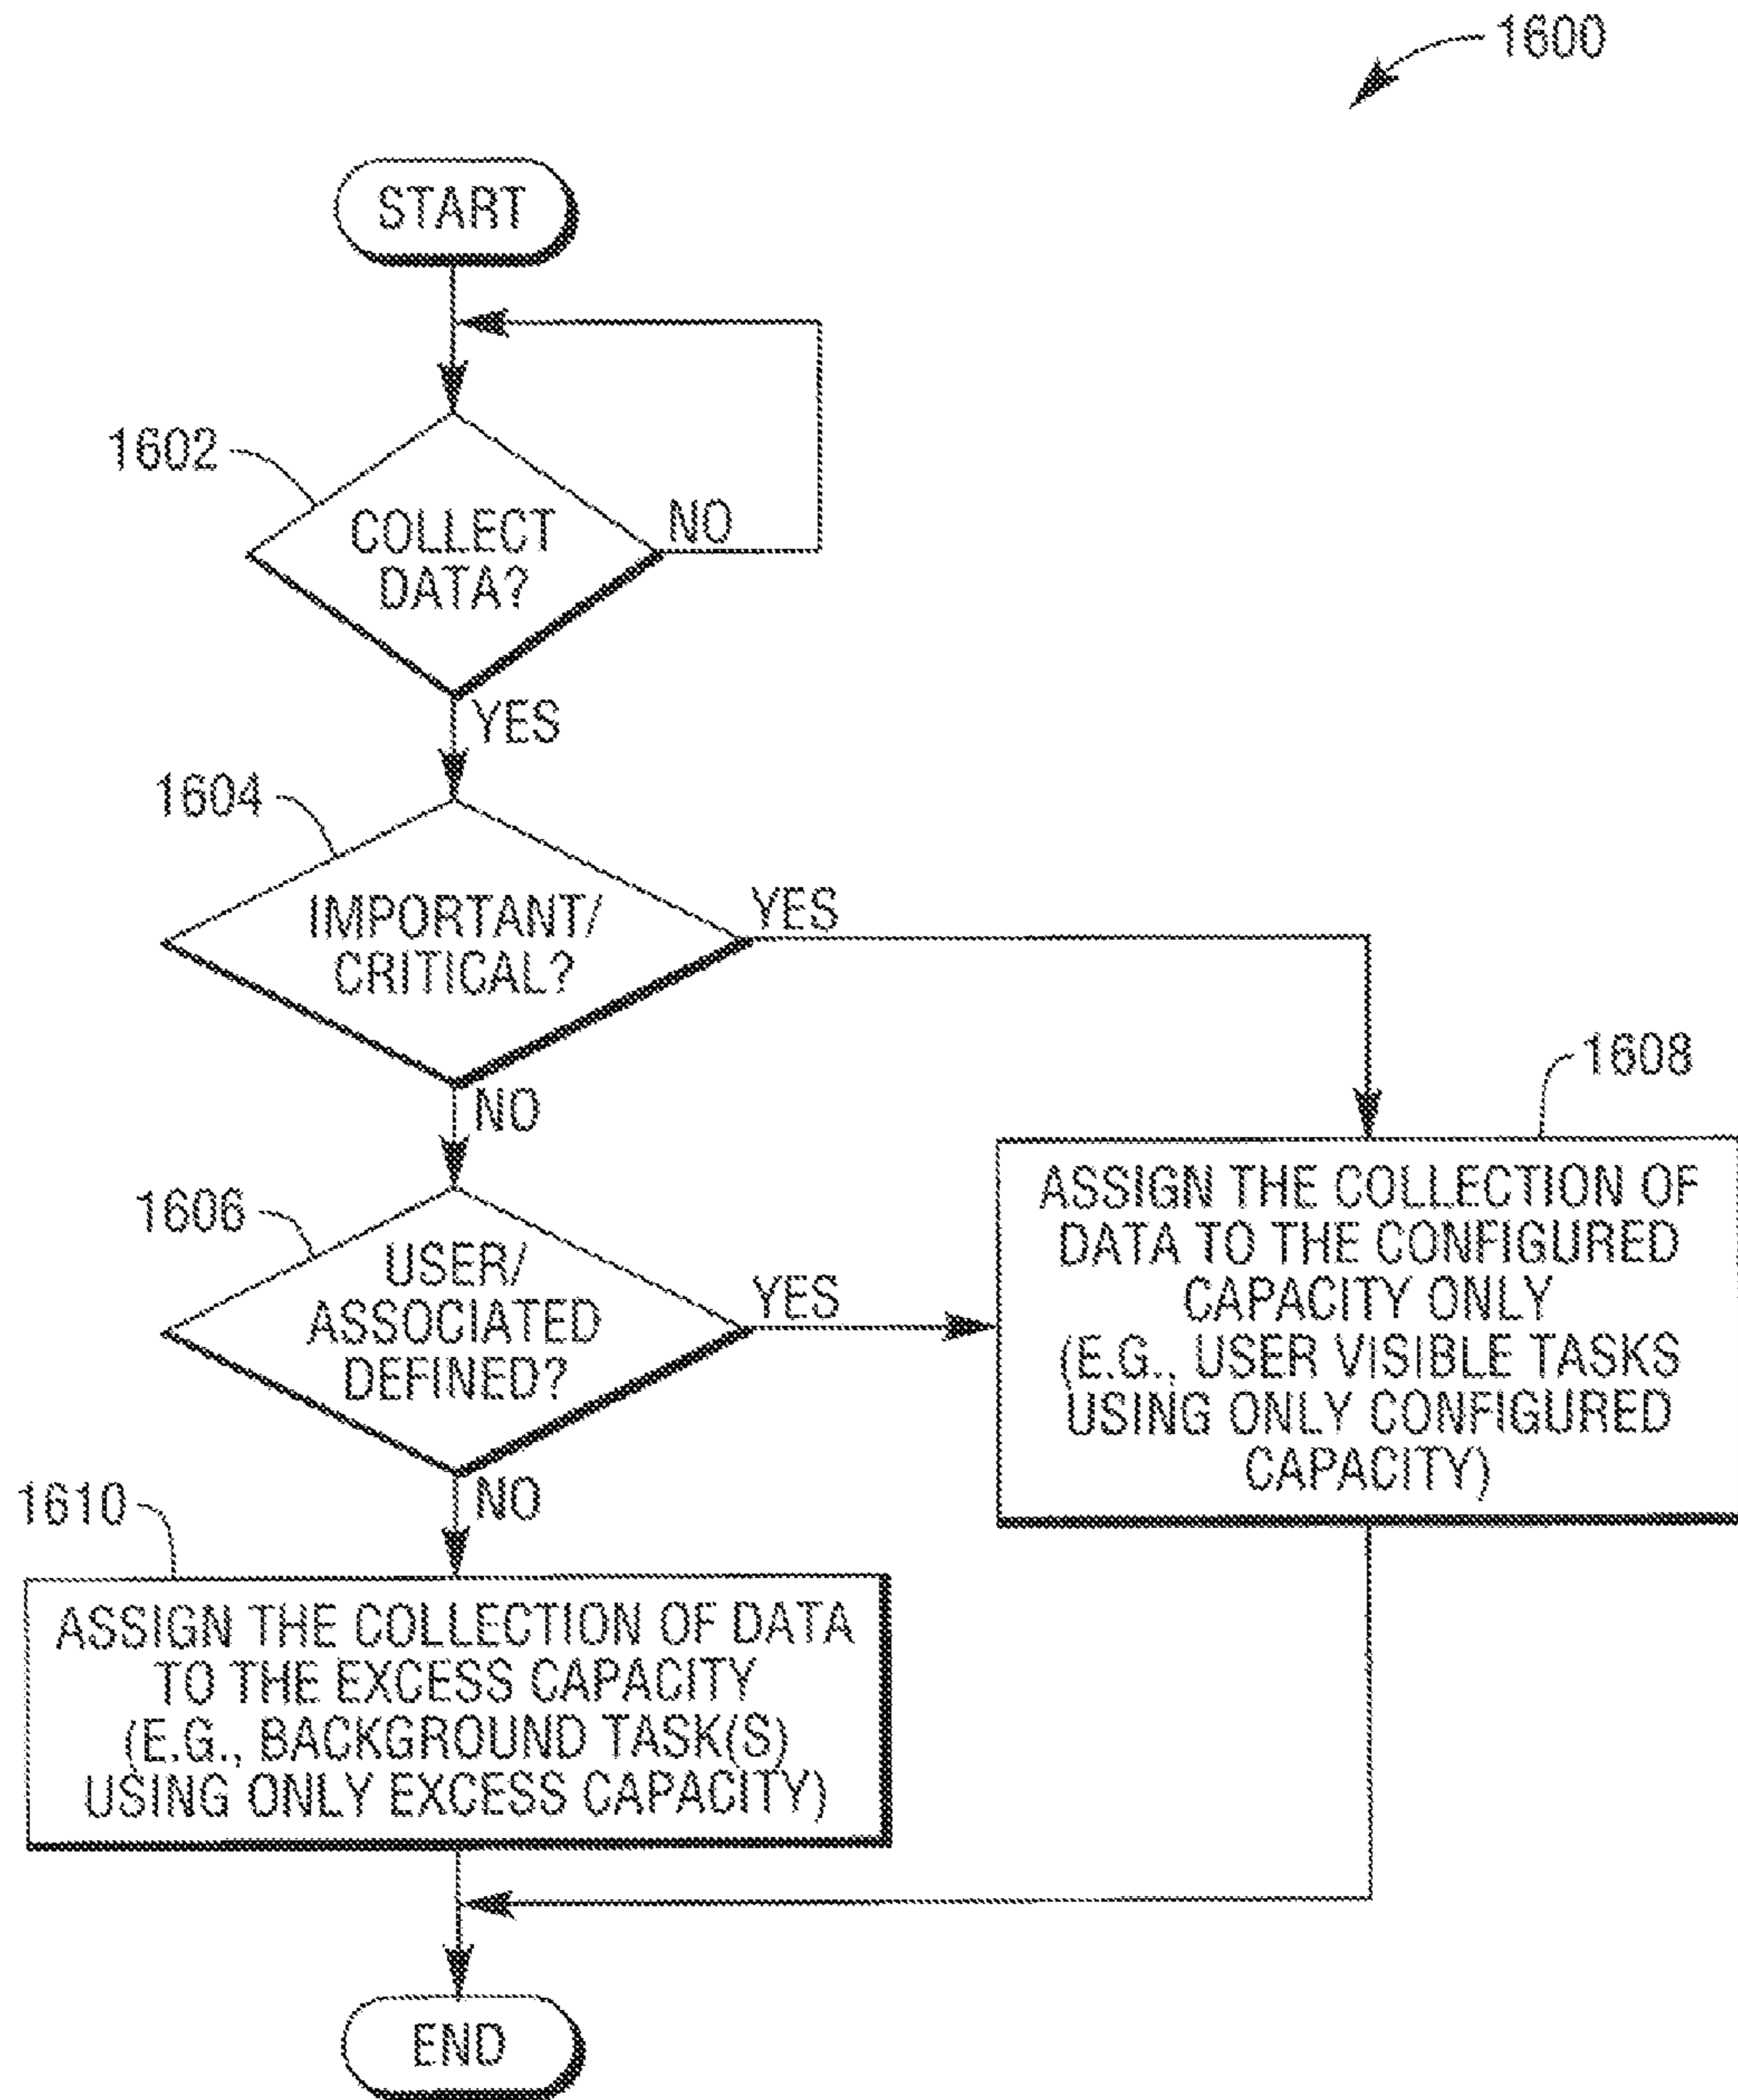 1600
START
1602
COLLECT
DATA?
NO
YES
1604
IMPORTANT/
CRITICAL?
YES
NO
1606
USER/
ASSOCIATED
DEFINED?
YES
NO
1608
ASSIGN THE COLLECTION OF
DATA TO THE CONFIGURED
CAPACITY ONLY
(E.G., USER VISIBLE TASKS
USING ONLY CONFIGURED
CAPACITY)
1610
ASSIGN THE COLLECTION OF DATA
TO THE EXCESS CAPACITY
(E.G., BACKGROUND TASK(S)
USING ONLY EXCESS CAPACITY)
END